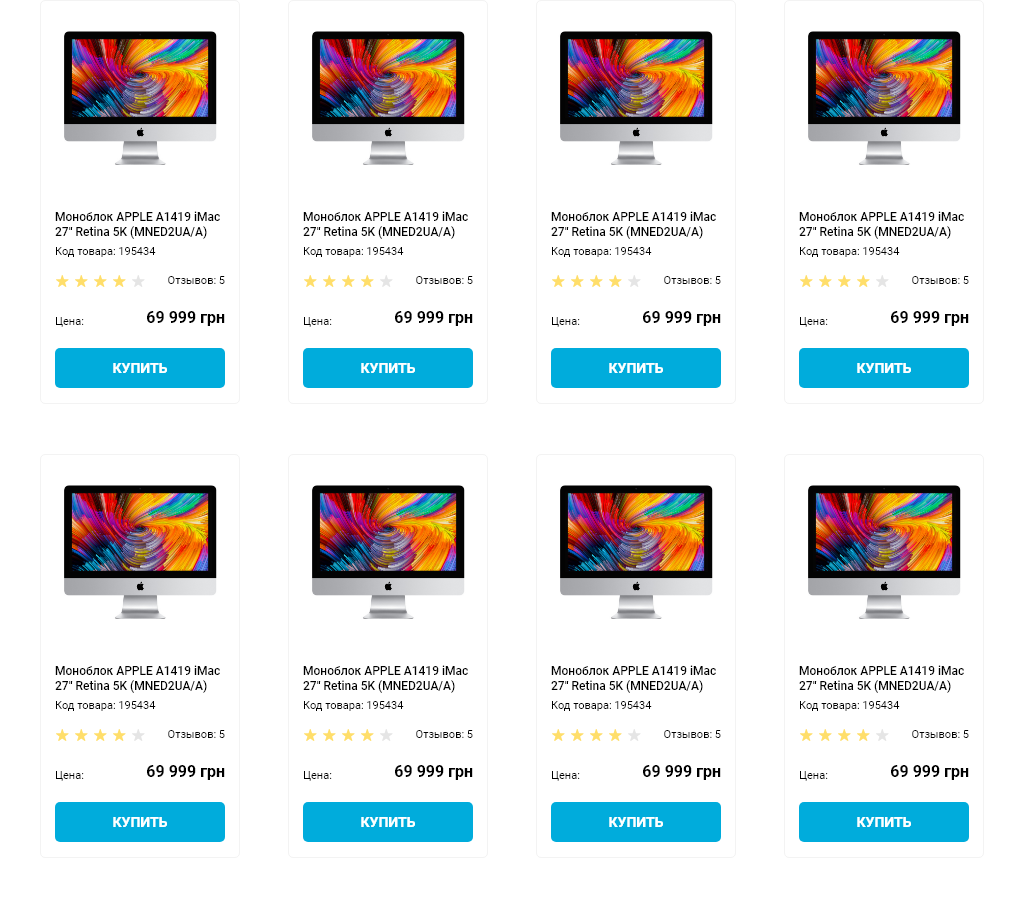 Моноблок APPLE A1419 iMac
27" Retina 5K (MNED2UA/A)
Код товара: 195434
Отзывов: 5
Цена: 69 999 грн
КУПИТЬ
Моноблок APPLE A1419 iMac
27" Retina 5K (MNED2UA/A)
Код товара: 195434
Отзывов: 5
Цена: 69 999 грн
КУПИТЬ
Моноблок APPLE A1419 iMac
27" Retina 5K (MNED2UA/A)
Код товара: 195434
Отзывов: 5
Цена: 69 999 грн
КУПИТЬ
Моноблок APPLE A1419 iMac
27" Retina 5K (MNED2UA/A)
Код товара: 195434
Отзывов: 5
Цена: 69 999 грн
КУПИТЬ
Моноблок APPLE A1419 iMac
27" Retina 5K (MNED2UA/A)
Код товара: 195434
Отзывов: 5
Цена: 69 999 грн
КУПИТЬ
Моноблок APPLE A1419 iMac
27" Retina 5K (MNED2UA/A)
Код товара: 195434
Отзывов: 5
Цена: 69 999 грн
КУПИТЬ
Моноблок APPLE A1419 iMac
27" Retina 5K (MNED2UA/A)
Код товара: 195434
Отзывов: 5
Цена: 69 999 грн
КУПИТЬ
Моноблок APPLE A1419 iMac
27" Retina 5K (MNED2UA/A)
Код товара: 195434
Отзывов: 5
Цена: 69 999 грн
КУПИТЬ